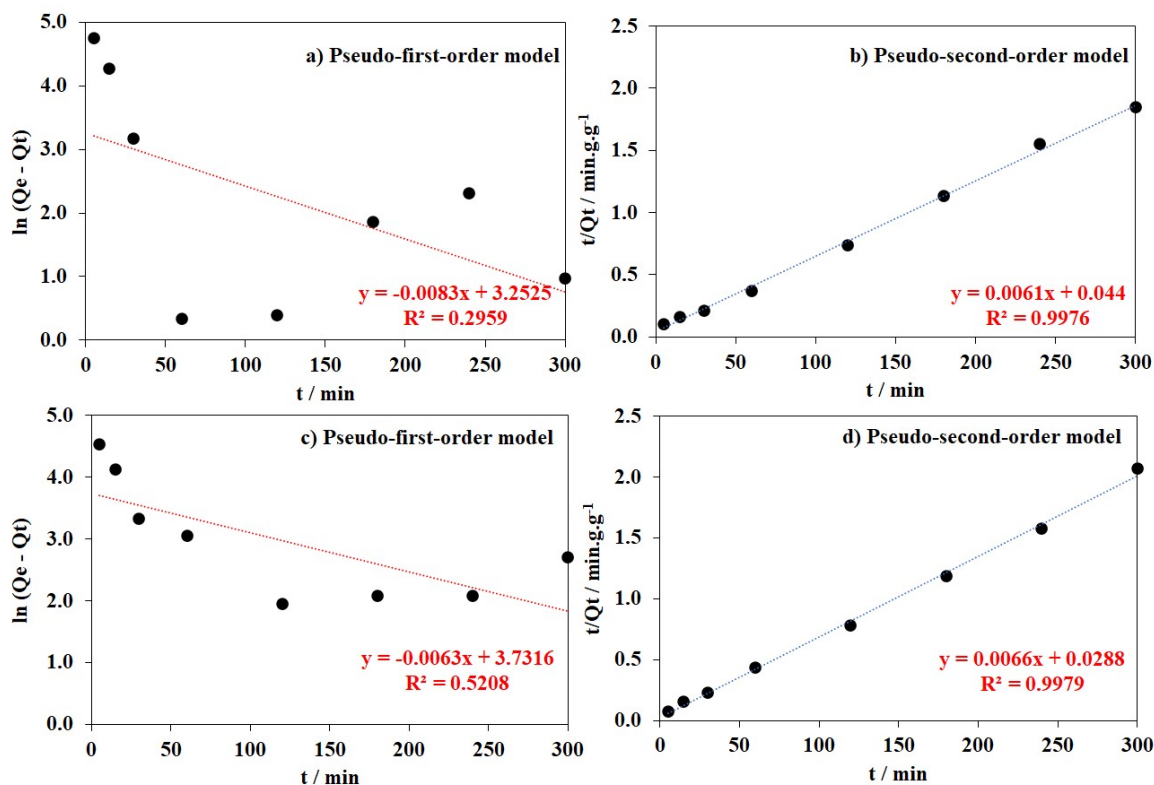 a) Pseudo-first-order model
ln (Qe - Qt)
5.0
4.0
3.0
2.0
1.0
0.0
y = -0.0083x + 3.2525
R² = 0.2959
0 50 100 150 200 250 300
t / min
b) Pseudo-second-order model
t/Qt / min.g.g⁻¹
2.5
2.0
1.5
1.0
0.5
0.0
y = 0.0061x + 0.044
R² = 0.9976
0 50 100 150 200 250 300
t / min
c) Pseudo-first-order model
ln (Qe - Qt)
5.0
4.0
3.0
2.0
1.0
0.0
y = -0.0063x + 3.7316
R² = 0.5208
0 50 100 150 200 250 300
t / min
d) Pseudo-second-order model
t/Qt / min.g.g⁻¹
2.5
2.0
1.5
1.0
0.5
0.0
y = 0.0066x + 0.0288
R² = 0.9979
0 50 100 150 200 250 300
t / min